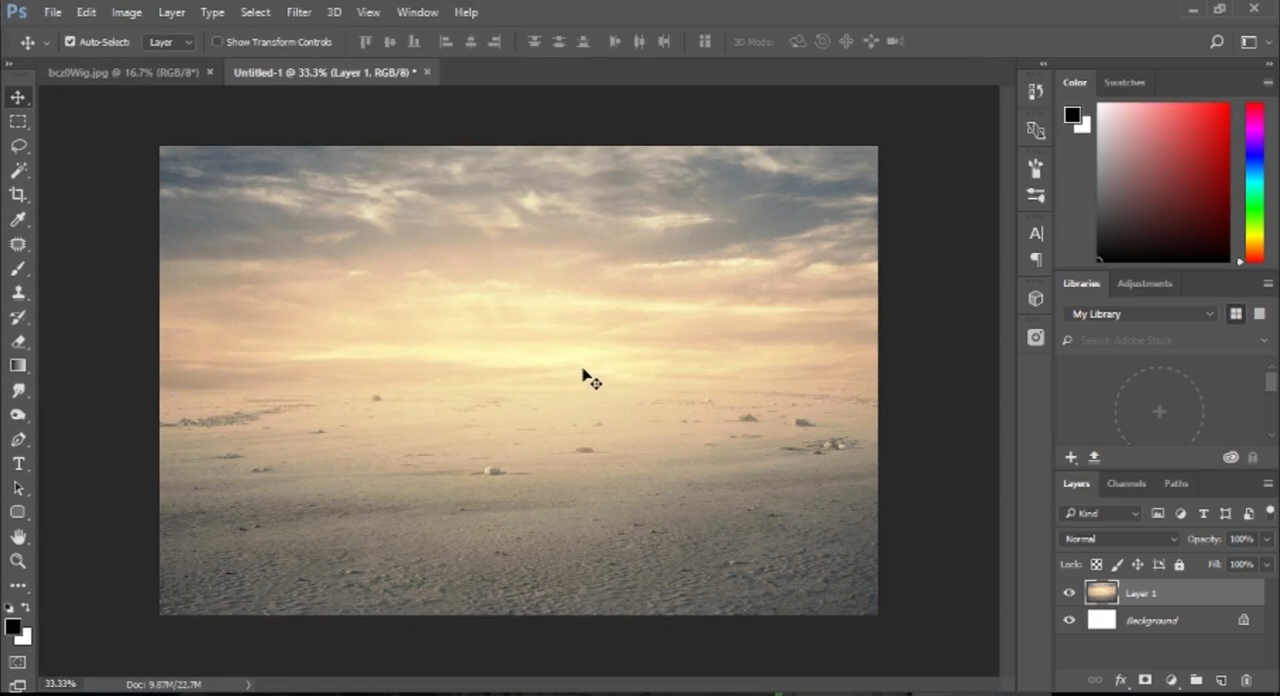 Ps File Edit Image Layer Type Select Filter 3D View Window Help
Auto-Select: Layer Show Transform Controls 3D Mode:
bcz0Wig.jpg @ 16.7% (RGB/8*) × Untitled-1 @ 33.3% (Layer 1, RGB/8) * ×
Color Swatches
Libraries Adjustments
My Library
Search Adobe Stock
Layers Channels Paths
Kind
Normal Opacity: 100%
Lock: Fill: 100%
Layer 1
Background
fx
33.33% Doc: 9.87M/22.7M